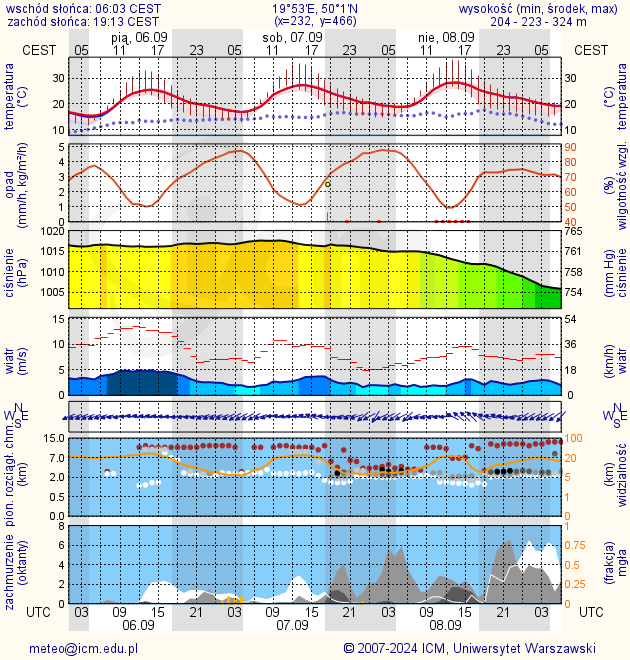 wschód słońca: 06:03 CEST 19°53'E, 50°1'N wysokość (min, środek, max)
zachód słońca: 19:13 CEST (x=232, y=466) 204 - 223 - 324 m
pią, 06.09 sob, 07.09 nie, 08.09
CEST 05 11 17 23 05 11 17 23 05 11 17 23 05 CEST
temperatura
(°C)
30
20
10
30
20
10
temperatura
(°C)
opad
(mm/h, kg/m²/h)
5
4
3
2
1
0
90
80
70
60
50
40
(%)
wilgotność wzgl.
ciśnienie
(hPa)
1020
1015
1010
1005
765
761
758
754
(mm Hg)
ciśnienie
wiatr
(m/s)
15
10
5
0
54
36
18
0
(km/h)
wiatr
N
W E
S
N
W E
S
pion. rozciągł. chm.
(km)
15.0
7.0
2.0
0.5
0.0
100
20
5
1
0
(km)
widzialność
zachmurzenie
(oktanty)
8
6
4
2
0
1
0.75
0.5
0.25
0
(frakcja)
mgła
UTC 03 09 15 21 03 09 15 21 03 09 15 21 03 UTC
06.09 07.09 08.09
meteo@icm.edu.pl © 2007-2024 ICM, Uniwersytet Warszawski